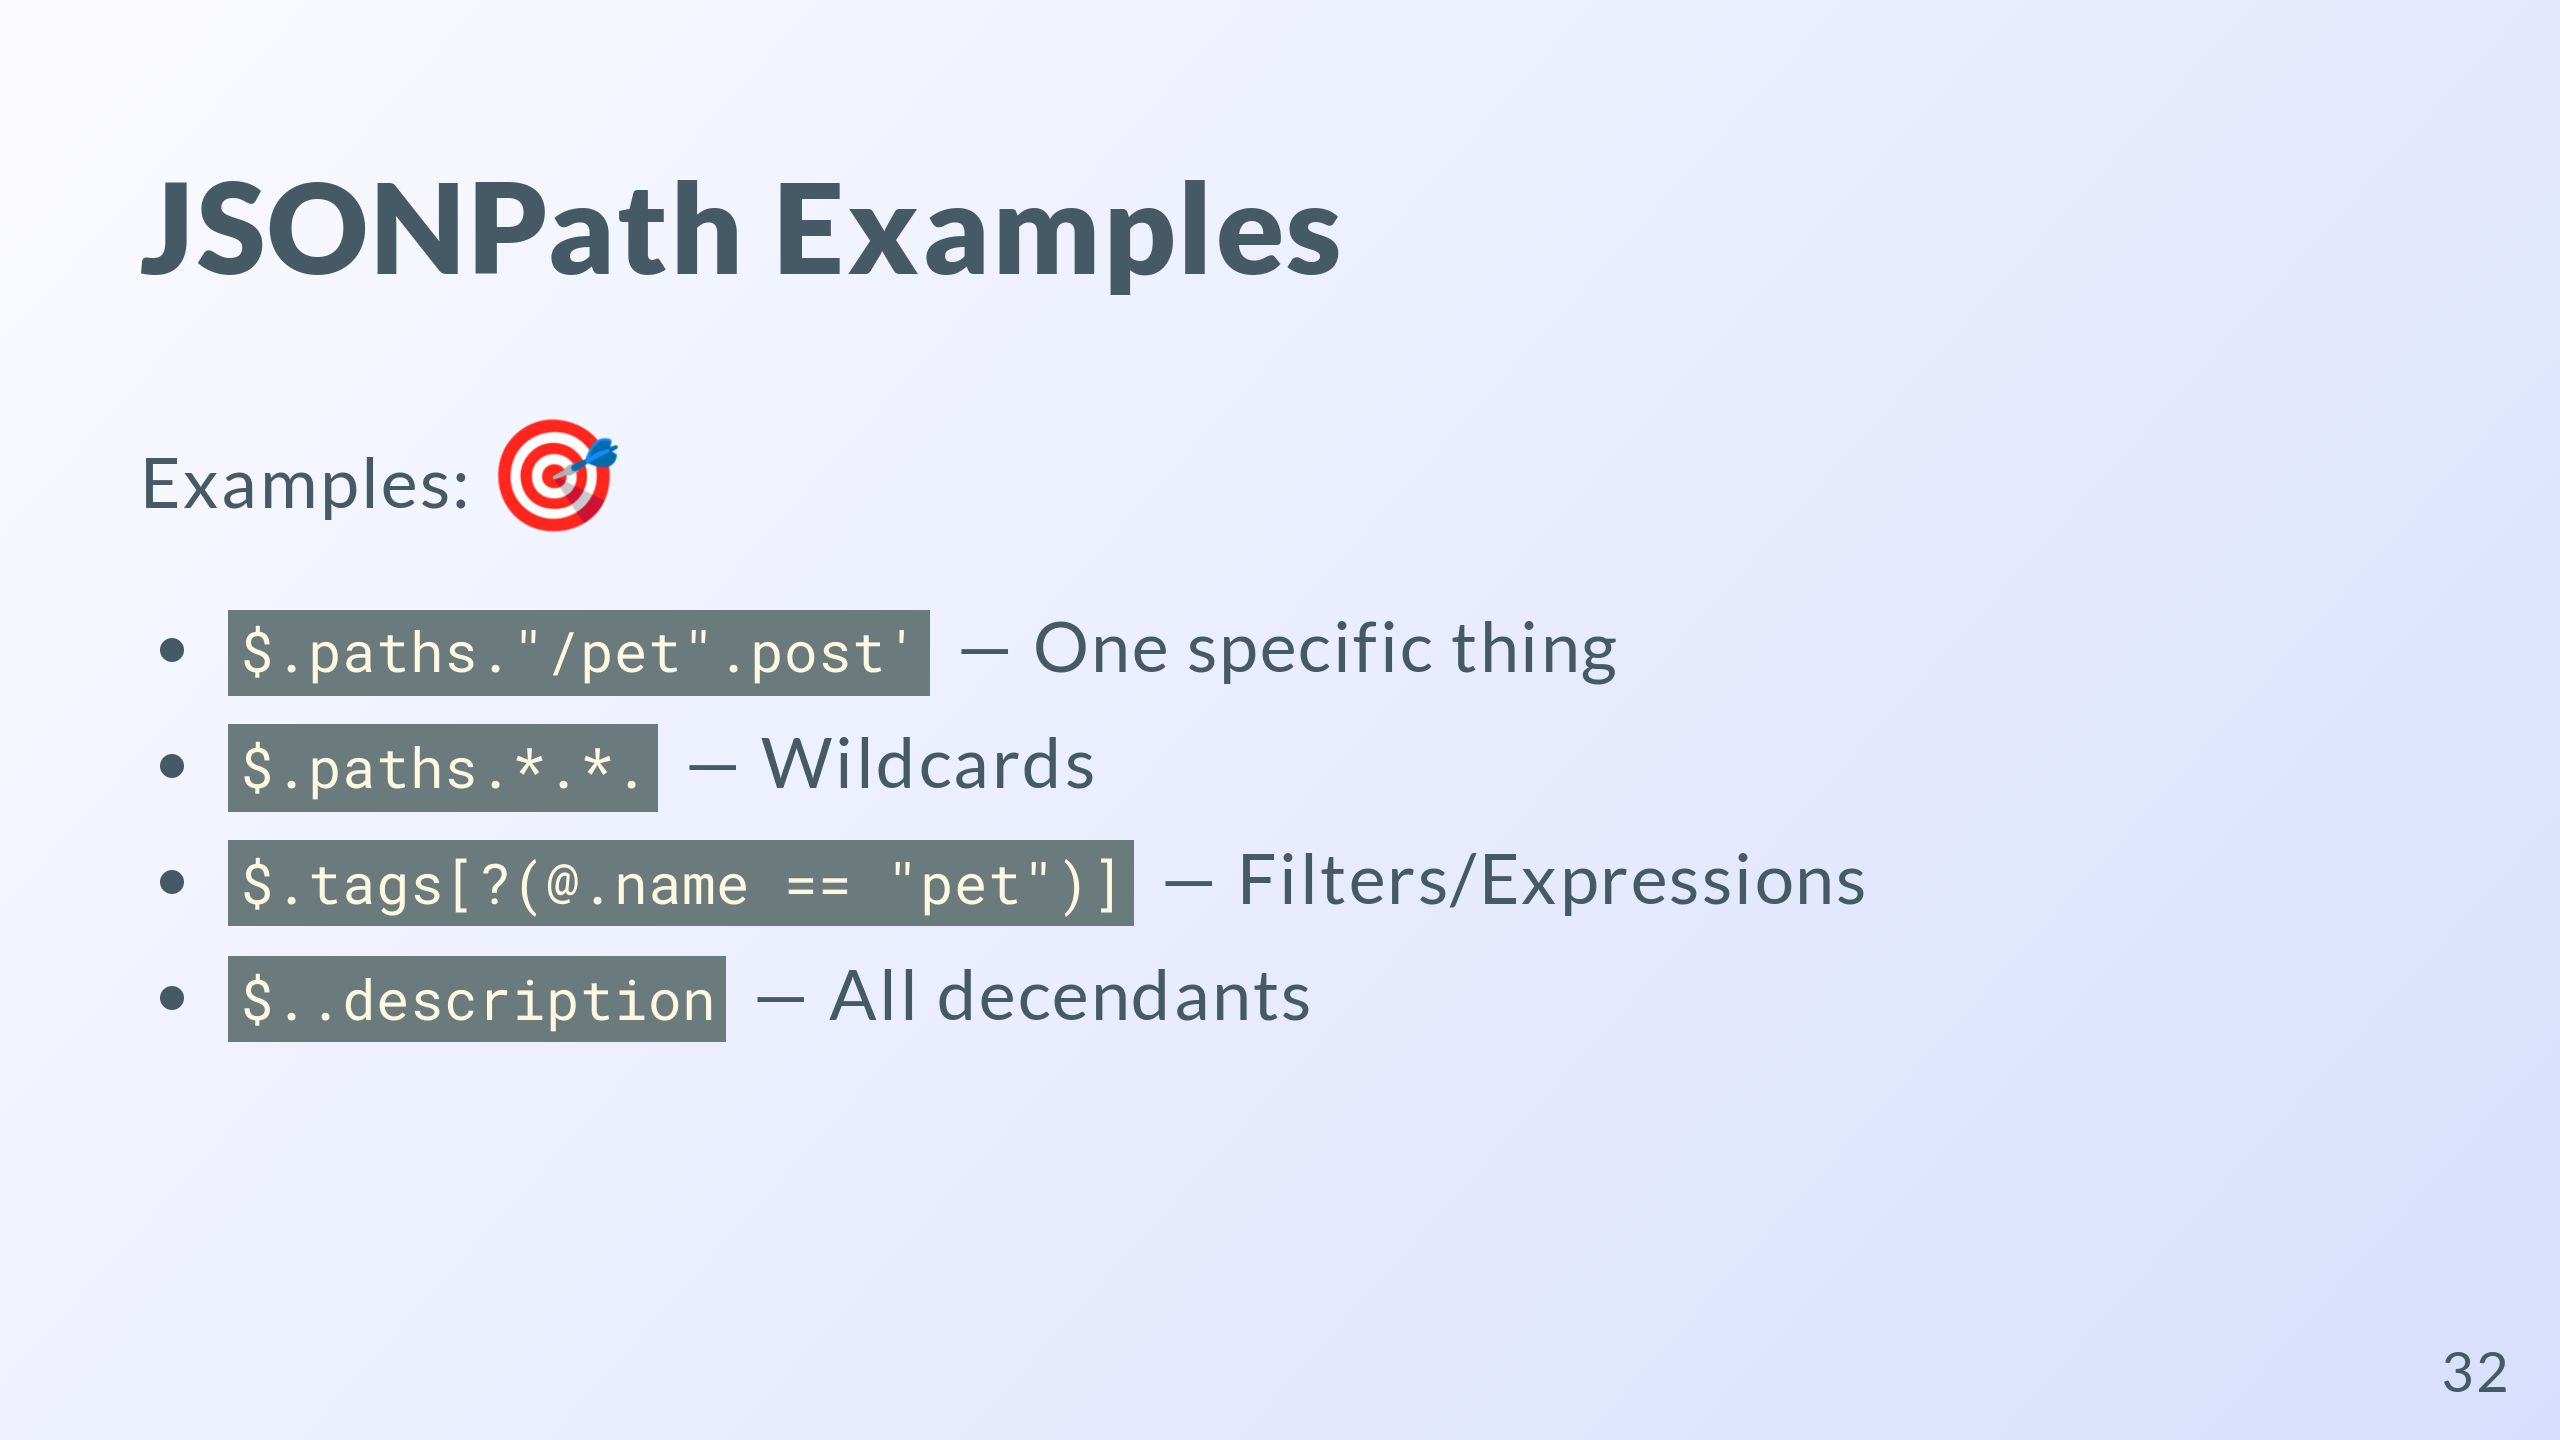 JSONPath Examples
Examples: 🎯
• $.paths."/pet".post' — One specific thing
• $.paths.*.*. — Wildcards
• $.tags[?(@.name == "pet")] — Filters/Expressions
• $..description — All decendants
32